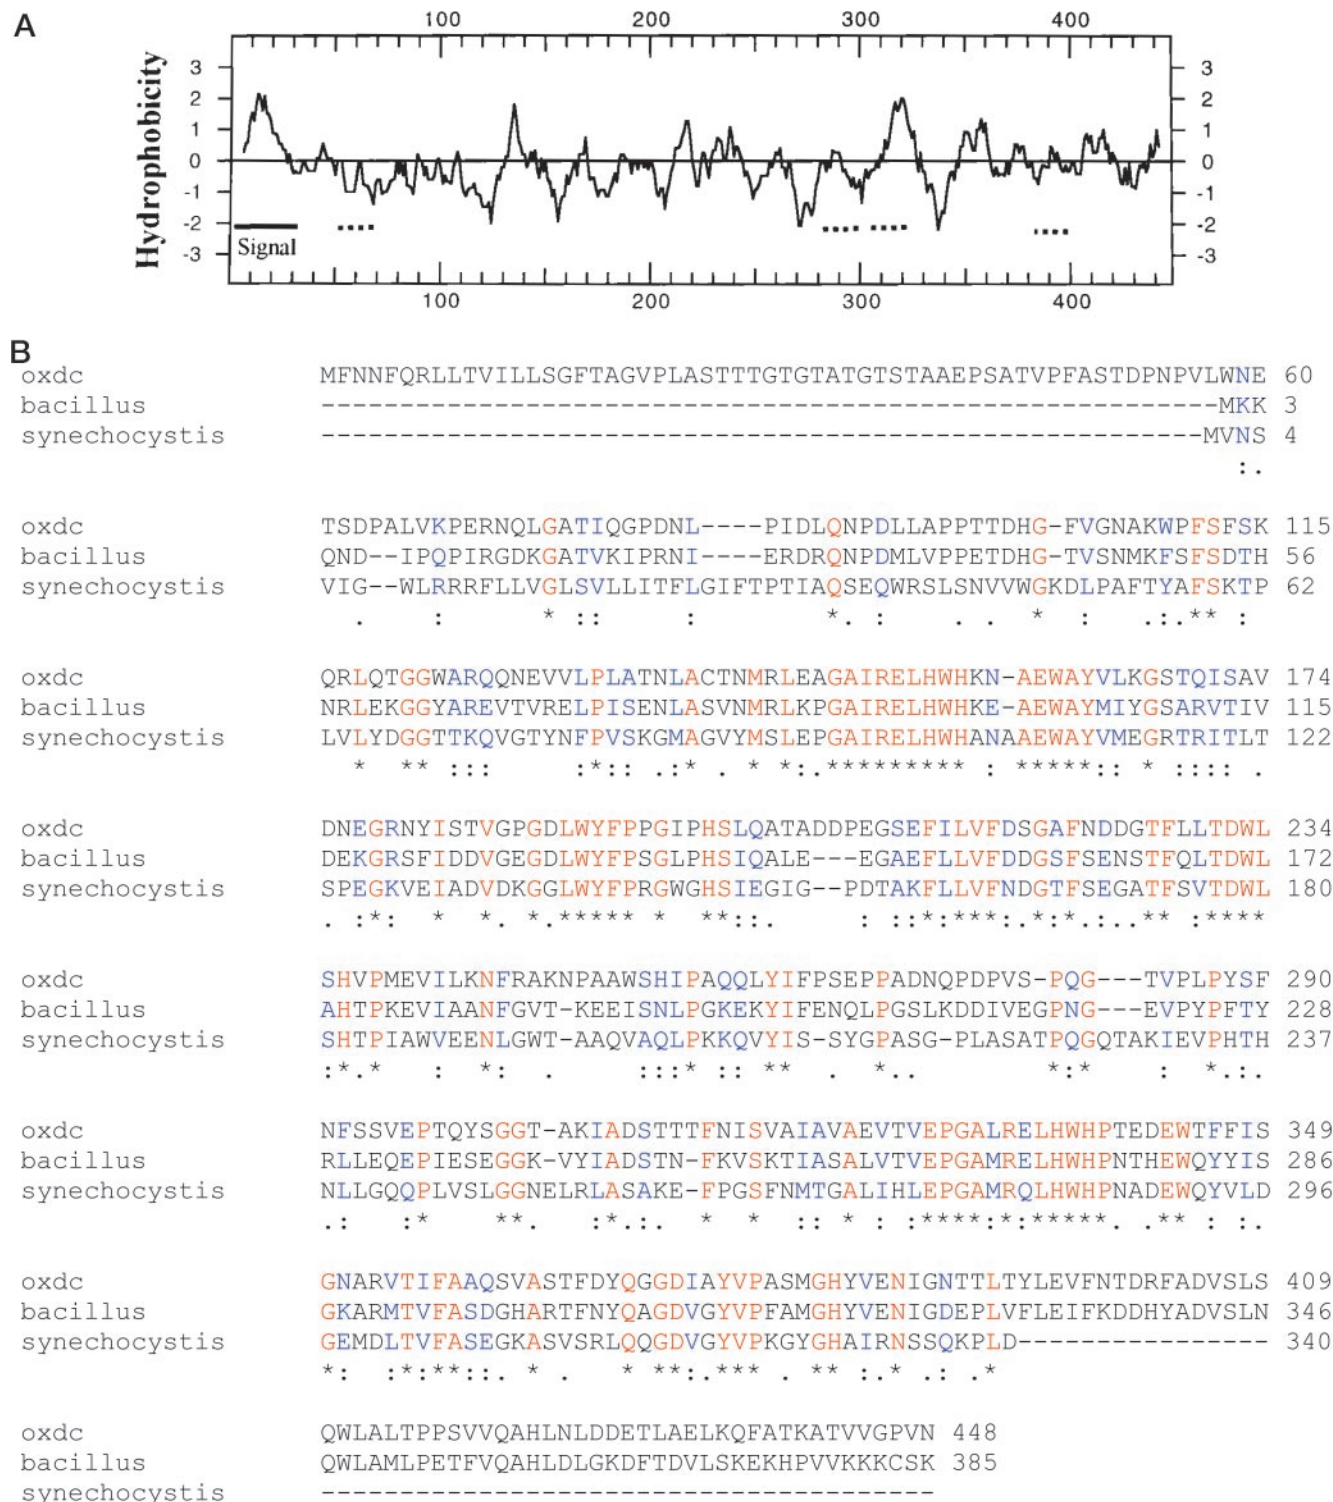 A
100 200 300 400
Hydrophobicity
3 3
2 2
1 1
0 0
-1 -1
-2 -2
Signal
-3 -3
100 200 300 400
B
oxdc MFNNFQRLLTVILLSGFTAGVPLASTTTGTGTATGTSTAAEPSATVPFASTDPNPVLWNE 60
bacillus ---------------------------------------------------------MKK 3
synechocystis --------------------------------------------------------MVNS 4
:.
oxdc TSDPALVKPERNQLGATIQGPDNL----PIDLQNPDLLAPPTTDHG-FVGNAKWPFSFSK 115
bacillus QND--IPQPIRGDKGATVKIPRNI----ERDRQNPDMLVPPETDHG-TVSNMKFSFSDTH 56
synechocystis VIG--WLRRRFLLVGLSVLLITFLGIFTPTIAQSEQWRSLSNVVWGKDLPAFTYAFSKTP 62
. : * :: : *. : . . * : .:.** :
oxdc QRLQTGGWARQQNEVVLPLATNLACTNMRLEAGAIRELHWHKN-AEWAYVLKGSTQISAV 174
bacillus NRLEKGGYAREVTVRELPISENLASVNMRLKPGAIRELHWHKE-AEWAYMIYGSARVTIV 115
synechocystis LVLYDGGTTKQVGTYNFPVSKGMAGVYMSLEPGAIRELHWHANAAEWAYVMEGRTRITLT 122
* ** ::: :*:: .:* . * *:.********* : *****:: * :::: .
oxdc DNEGRNYISTVGPGDLWYFPPGIPHSLQATADDPEGSEFILVFDSGAFNDDGTFLLTDWL 234
bacillus DEKGRSFIDDVGEGDLWYFPSGLPHSIQALE---EGAEFLLVFDDGSFSENSTFQLTDWL 172
synechocystis SPEGKVEIADVDKGGLWYFPRGWGHSIEGIG--PDTAKFLLVFNDGTFSEGATFSVTDWL 180
. :*: * *. *.***** * **::. : ::*:***:.*:*.:..** :****
oxdc SHVPMEVILKNFRAKNPAAWSHIPAQQLYIFPSEPPADNQPDPVS-PQG---TVPLPYSF 290
bacillus AHTPKEVIAANFGVT-KEEISNLPGKEKYIFENQLPGSLKDDIVEGPNG---EVPYPFTY 228
synechocystis SHTPIAWVEENLGWT-AAQVAQLPKKQVYIS-SYGPASG-PLASATPQGQTAKIEVPHTH 237
:*.* : *: . :::* :: ** . *.. *:* : *.:.
oxdc NFSSVEPTQYSGGT-AKIADSTTTFNISVAIAVAEVTVEPGALRELHWHPTEDEWTFFIS 349
bacillus RLLEQEPIESEGGK-VYIADSTN-FKVSKTIASALVTVEPGAMRELHWHPNTHEWQYYIS 286
synechocystis NLLGQQPLVSLGGNELRLASAKE-FPGSFNMTGALIHLEPGAMRQLHWHPNADEWQYVLD 296
.: :* **. :*.:. * * :: * : :****:*:*****. .** : :.
oxdc GNARVTIFAAQSVASTFDYQGGDIAYVPASMGHYVENIGNTTLTYLEVFNTDRFADVSLS 409
bacillus GKARMTVFASDGHARTFNYQAGDVGYVPFAMGHYVENIGDEPLVFLEIFKDDHYADVSLN 346
synechocystis GEMDLTVFASEGKASVSRLQQGDVGYVPKGYGHAIRNSSQKPLD---------------- 340
*: :*:**::. * . * **:.*** . ** :.* .: .*
oxdc QWLALTPPSVVQAHLNLDDETLAELKQFATKATVVGPVN 448
bacillus QWLAMLPETFVQAHLDLGKDFTDVLSKEKHPVVKKKCSK 385
synechocystis ---------------------------------------